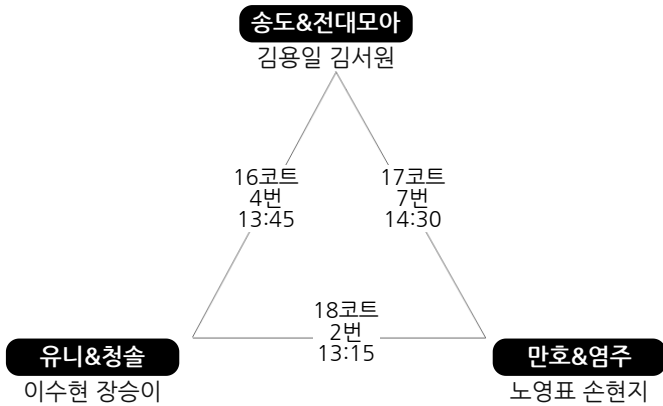 송도&전대모아
김용일 김서원
16코트
4번
13:45
17코트
7번
14:30
18코트
2번
13:15
유니&청솔
이수현 장승이
만호&염주
노영표 손현지